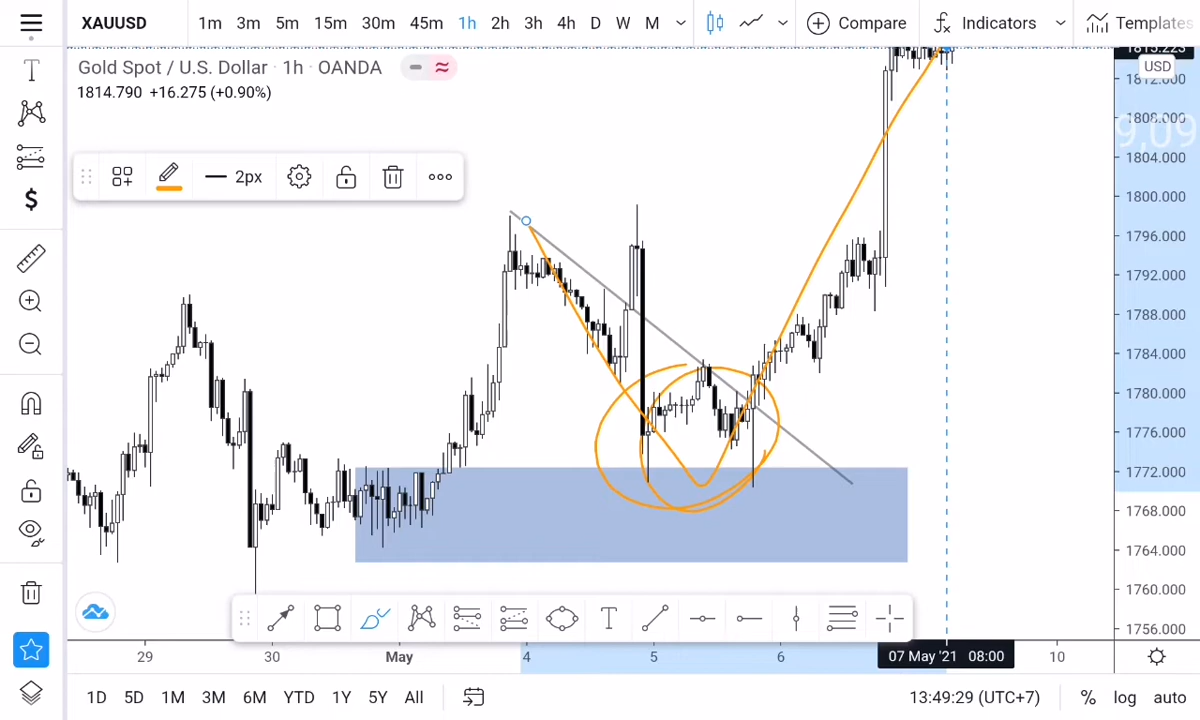 XAUUSD 1m 3m 5m 15m 30m 45m 1h 2h 3h 4h D W M Compare Indicators Templates
Gold Spot / U.S. Dollar · 1h · OANDA
1814.790 +16.275 (+0.90%)
2px
T
$
USD
1812.000
1808.000
9,09
1804.000
1800.000
1796.000
1792.000
1788.000
1784.000
1780.000
1776.000
1772.000
1768.000
1764.000
1760.000
1756.000
T
29 30 May 4 5 6 07 May '21 08:00 10
1D 5D 1M 3M 6M YTD 1Y 5Y All 13:49:29 (UTC+7) % log auto